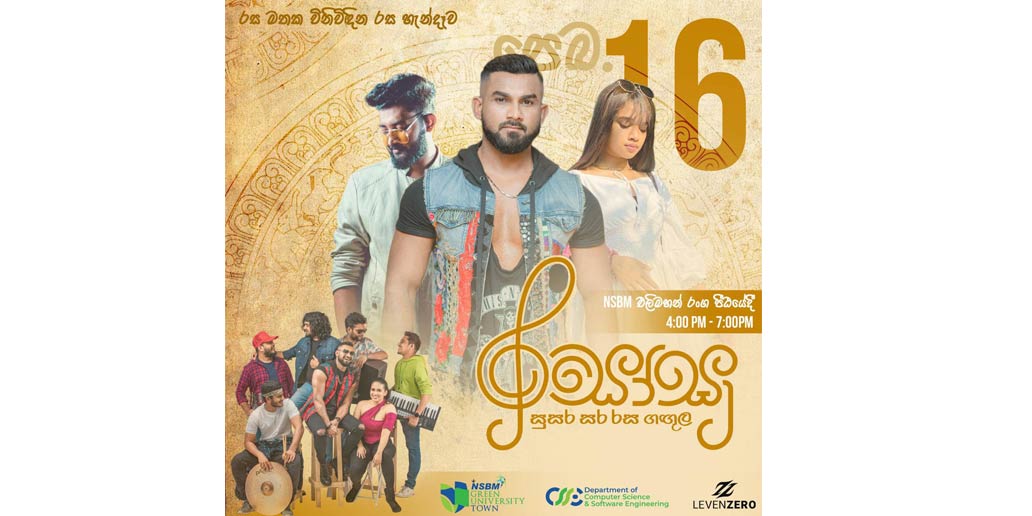 රස මතක විනිවිදින රස හැන්දෑව
පෙබ. 16
NSBM එළිමහන් රංග පීඨයේදී
4:00 PM - 7:00PM
සුසර සර රස ගඟුල
NSBM
GREEN
UNIVERSITY
TOWN
Department of
Computer Science
& Software Engineering
LEVENZERO